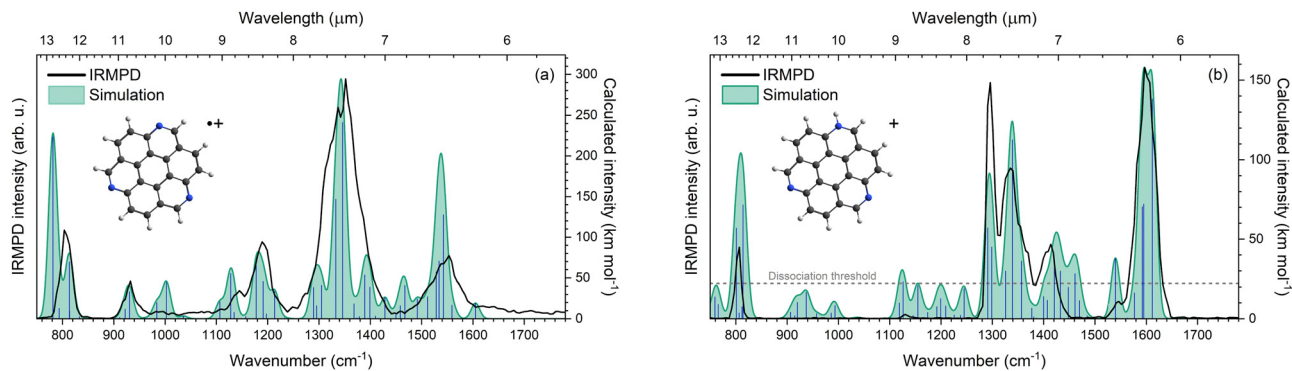 Wavelength (μm)
13 12 11 10 9 8 7 6
IRMPD
Simulation
(a)
•+
IRMPD intensity (arb. u.)
Calculated intensity (km mol⁻¹)
300
250
200
150
100
50
0
800 900 1000 1100 1200 1300 1400 1500 1600 1700
Wavenumber (cm⁻¹)
Wavelength (μm)
13 12 11 10 9 8 7 6
IRMPD
Simulation
(b)
+
IRMPD intensity (arb. u.)
Calculated intensity (km mol⁻¹)
150
100
50
0
Dissociation threshold
800 900 1000 1100 1200 1300 1400 1500 1600 1700
Wavenumber (cm⁻¹)